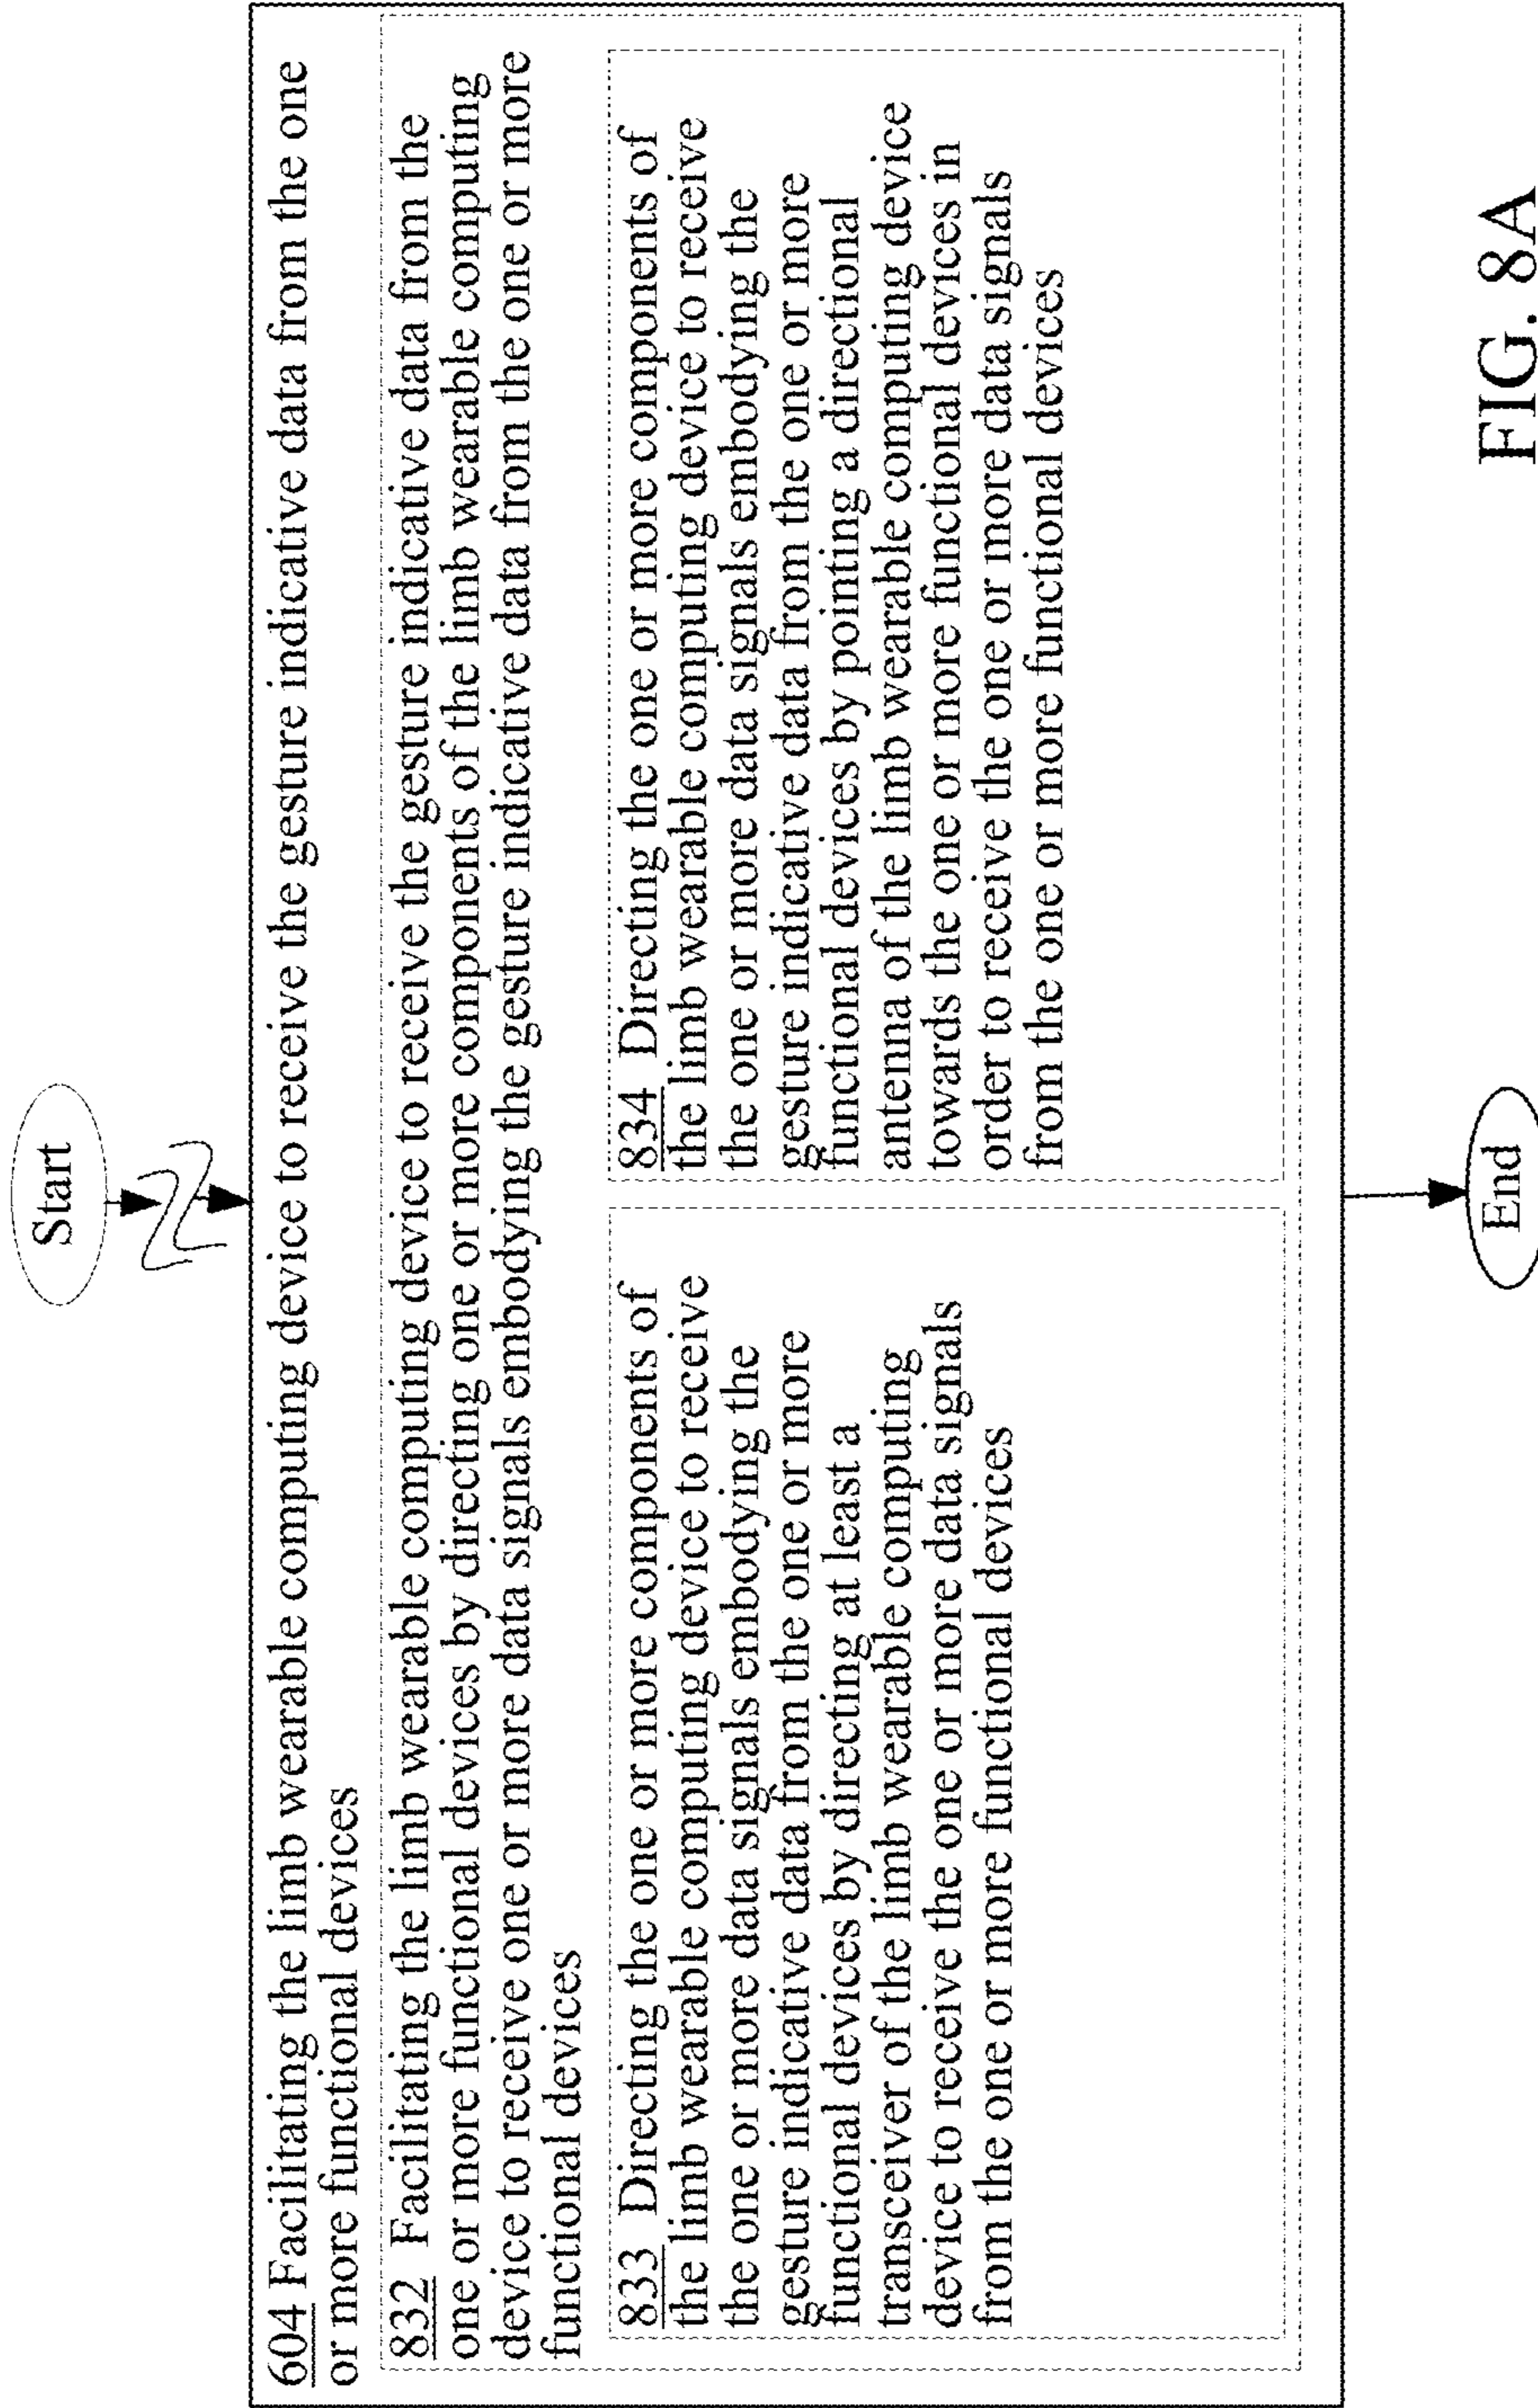 Start
604 Facilitating the limb wearable computing device to receive the gesture indicative data from the one
or more functional devices
832 Facilitating the limb wearable computing device to receive the gesture indicative data from the
one or more functional devices by directing one or more components of the limb wearable computing
device to receive one or more data signals embodying the gesture indicative data from the one or more
functional devices
833 Directing the one or more components of
the limb wearable computing device to receive
the one or more data signals embodying the
gesture indicative data from the one or more
functional devices by directing at least a
transceiver of the limb wearable computing
device to receive the one or more data signals
from the one or more functional devices
834 Directing the one or more components of
the limb wearable computing device to receive
the one or more data signals embodying the
gesture indicative data from the one or more
functional devices by pointing a directional
antenna of the limb wearable computing device
towards the one or more functional devices in
order to receive the one or more data signals
from the one or more functional devices
End
FIG. 8A